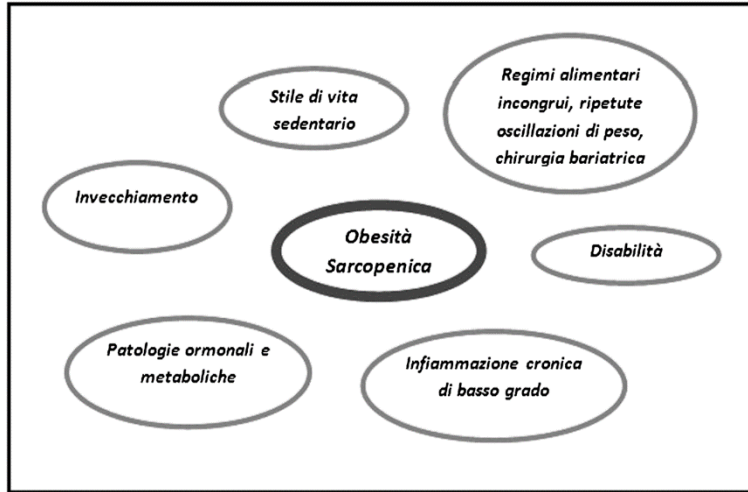 Stile di vita
sedentario
Regimi alimentari
incongrui, ripetute
oscillazioni di peso,
chirurgia bariatrica
Invecchiamento
Obesità
Sarcopenica
Disabilità
Patologie ormonali e
metaboliche
Infiammazione cronica
di basso grado